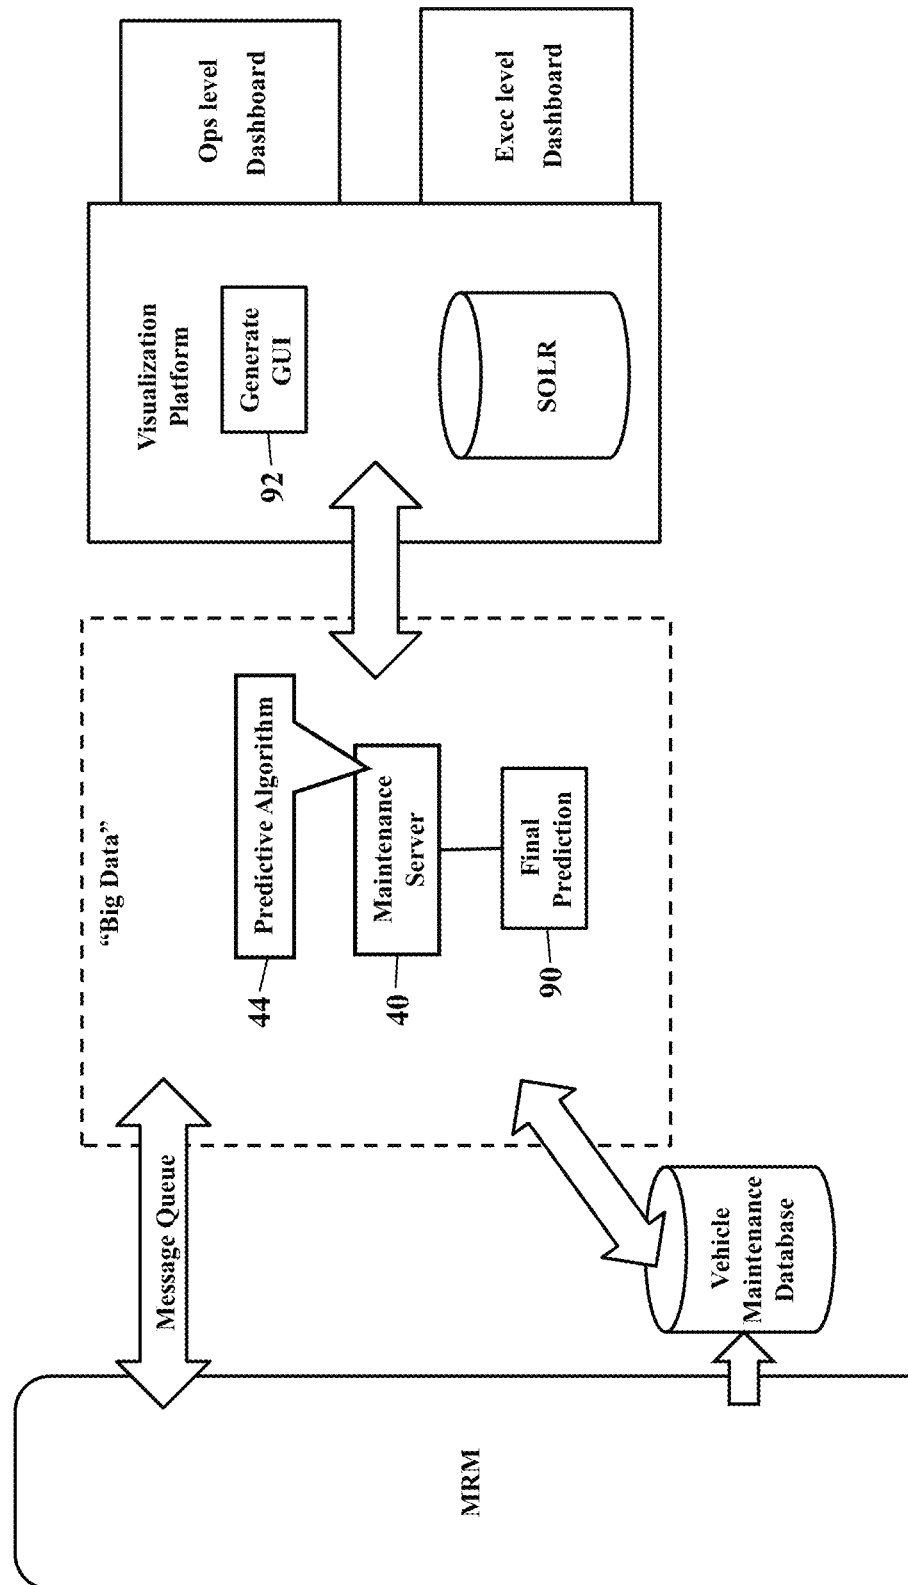 MRM
Message Queue
Vehicle
Maintenance
Database
“Big Data”
Predictive Algorithm
44
Maintenance
Server
40
Final
Prediction
90
Visualization
Platform
Generate
GUI
92
SOLR
Ops level
Dashboard
Exec level
Dashboard